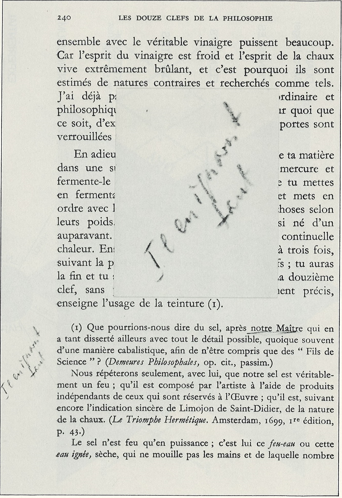 240 LES DOUZE CLEFS DE LA PHILOSOPHIE
ensemble avec le véritable vinaigre puissent beaucoup.
Car l'esprit du vinaigre est froid et l'esprit de la chaux
vive extrêmement brûlant, et c'est pourquoi ils sont
estimés de natures contraires et recherchés comme tels.
J'ai déjà rdinaire et
philosophiqu ur quoi que
ce soit, d'ex portes sont
verrouillées
En adieu te ta matière
dans une s mercure et
fermente-le tu mettes
en fermenta et mets en
ordre avec l hoses selon
leurs poids. si né d'un
auparavant. continuelle
chaleur. En à trois fois,
suivant la p fs ; tu auras
la fin et tu la douzième
clef, sans ent précis,
enseigne l'usage de la teinture (1).
(1) Que pourrions-nous dire du sel, après notre Maître qui en
a tant disserté ailleurs avec tout le détail possible, quoique souvent
d'une manière cabalistique, afin de n'être compris que des " Fils de
Science " ? (Demeures Philosophales, op. cit., passim.)
Nous répéterons seulement, avec lui, que notre sel est véritable-
ment un feu ; qu'il est composé par l'artiste à l'aide de produits
indépendants de ceux qui sont réservés à l'Œuvre ; qu'il est, suivant
encore l'indication sincère de Limojon de Saint-Didier, de la nature
de la chaux. (Le Triomphe Hermétique. Amsterdam, 1699, 1re édition,
p. 43.)
Le sel n'est feu qu'en puissance ; c'est lui ce feu-eau ou cette
eau ignée, sèche, qui ne mouille pas les mains et de laquelle nombre